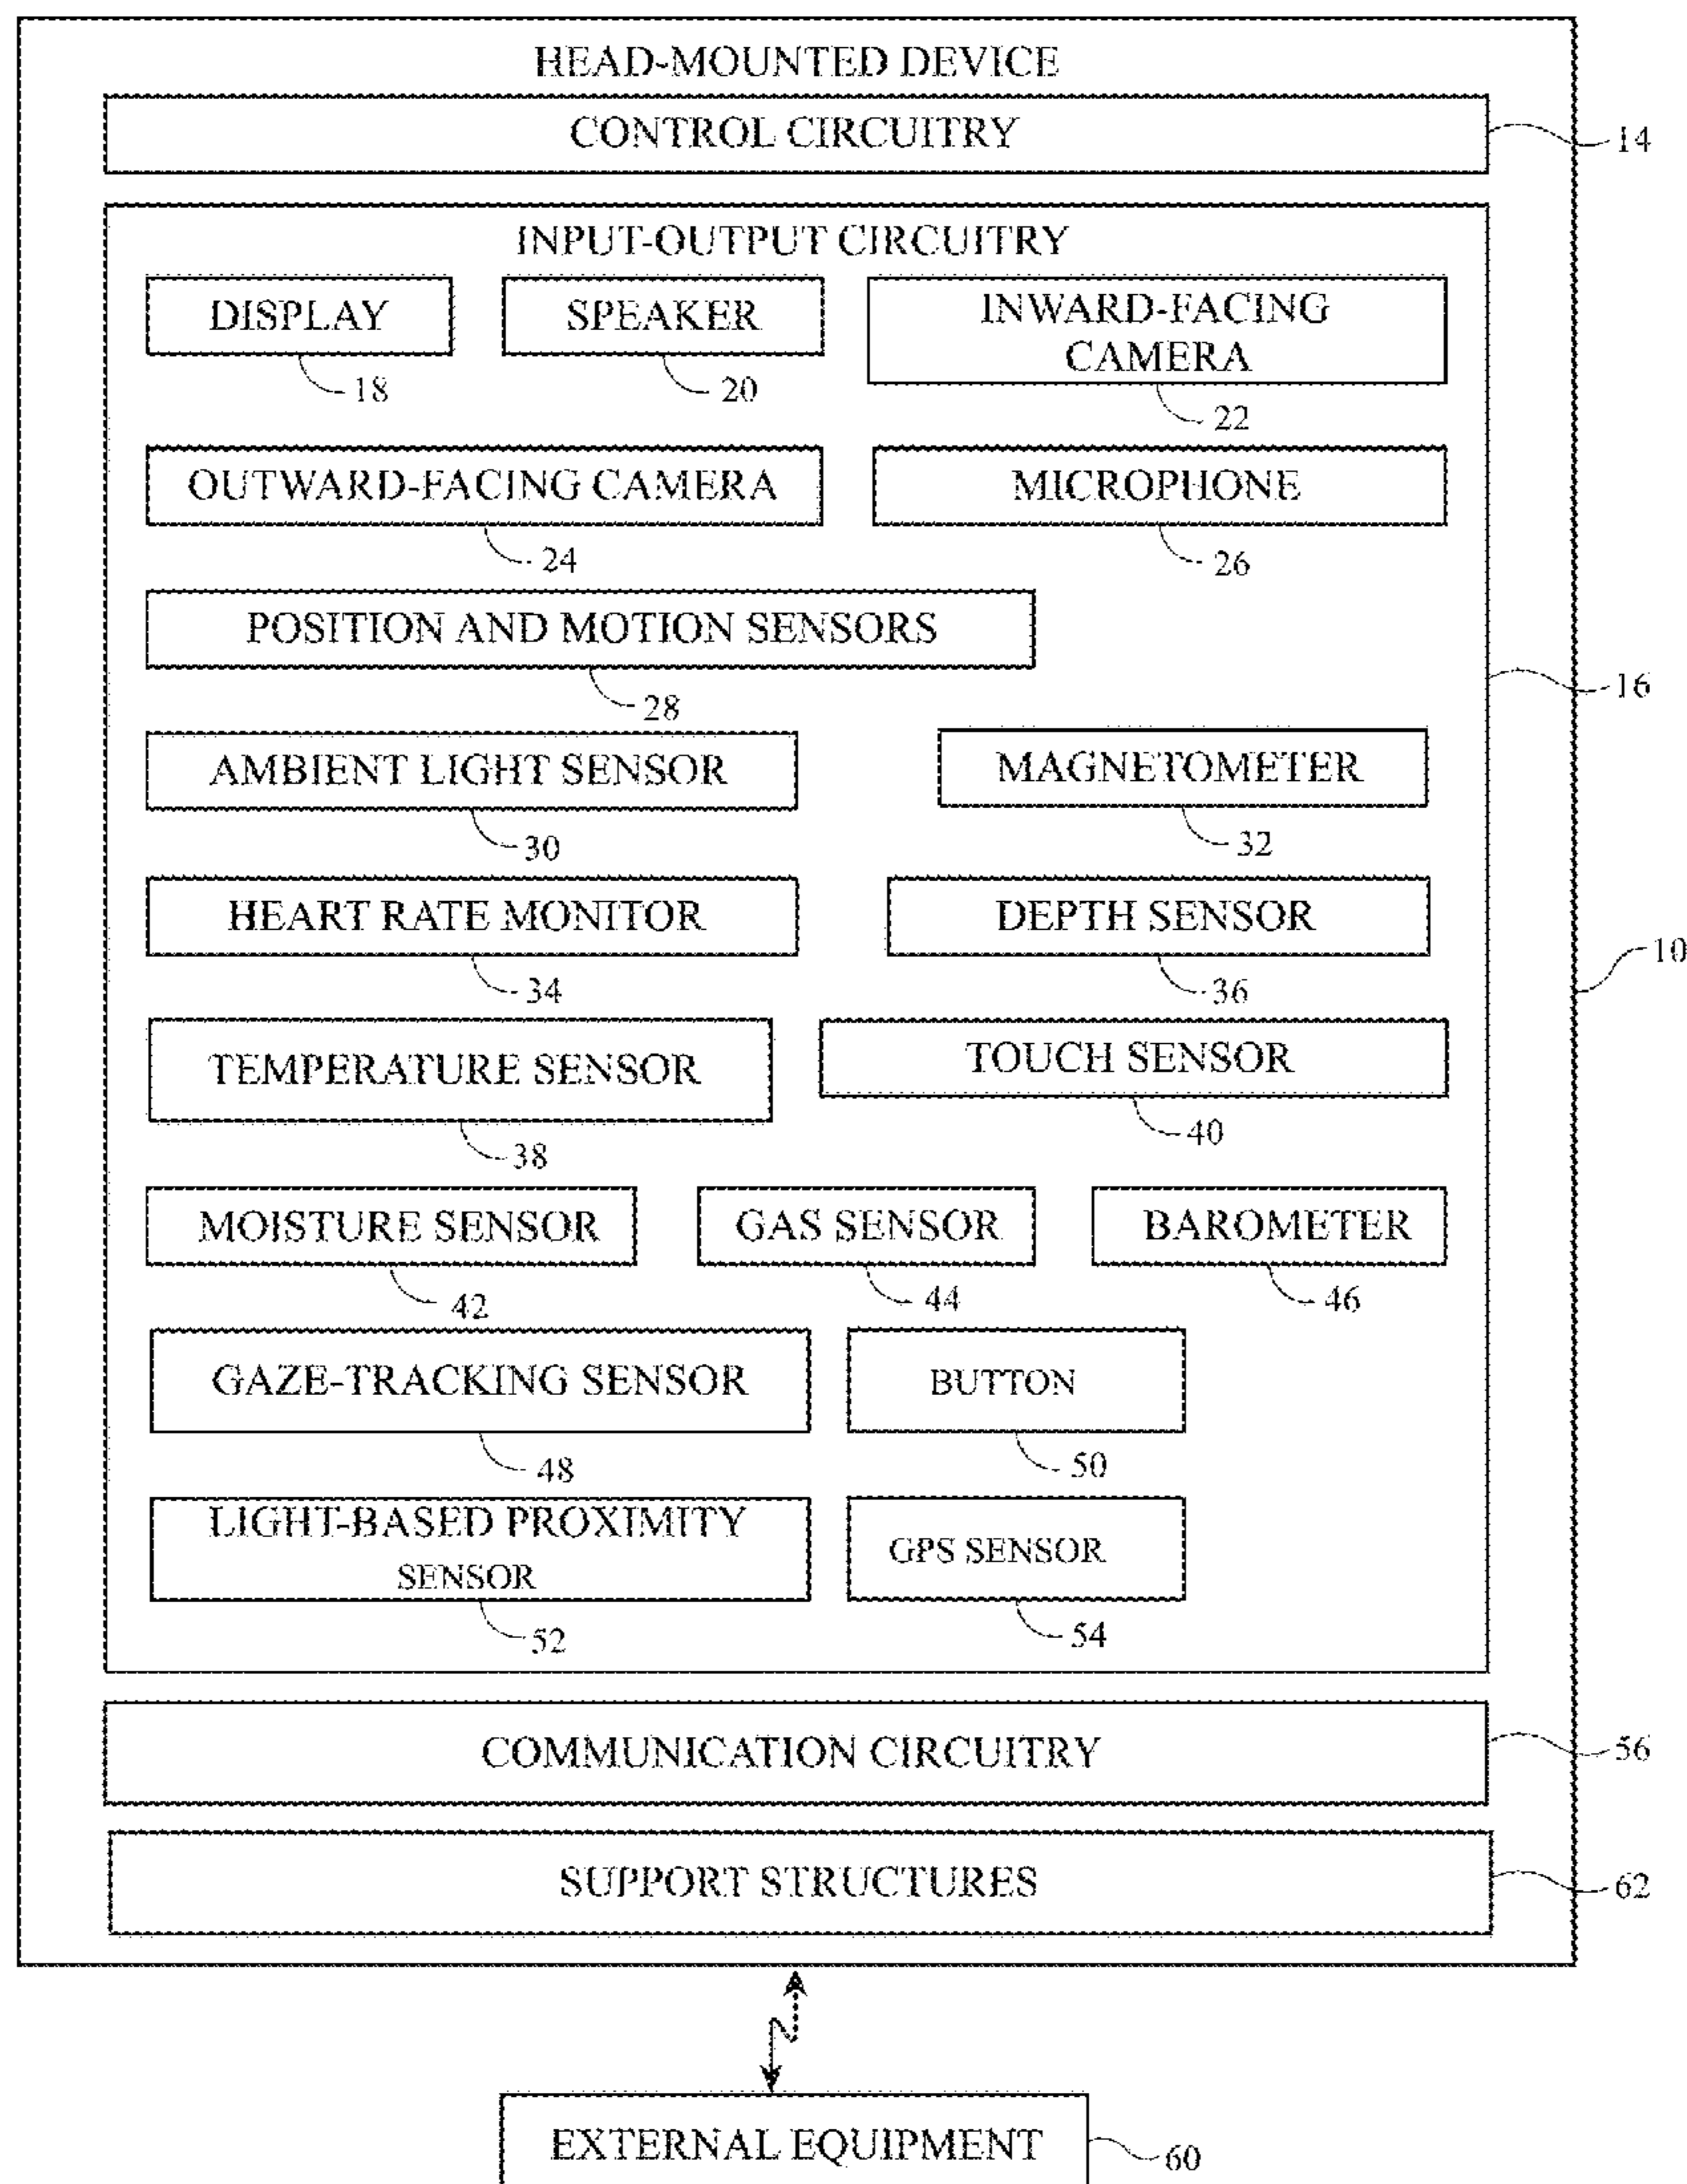 HEAD-MOUNTED DEVICE
CONTROL CIRCUITRY
14
INPUT-OUTPUT CIRCUITRY
DISPLAY
18
SPEAKER
20
INWARD-FACING
CAMERA
22
OUTWARD-FACING CAMERA
24
MICROPHONE
26
POSITION AND MOTION SENSORS
28
16
AMBIENT LIGHT SENSOR
30
MAGNETOMETER
32
HEART RATE MONITOR
34
DEPTH SENSOR
36
10
TEMPERATURE SENSOR
38
TOUCH SENSOR
40
MOISTURE SENSOR
42
GAS SENSOR
44
BAROMETER
46
GAZE-TRACKING SENSOR
48
BUTTON
50
LIGHT-BASED PROXIMITY
SENSOR
52
GPS SENSOR
54
COMMUNICATION CIRCUITRY
56
SUPPORT STRUCTURES
62
EXTERNAL EQUIPMENT
60